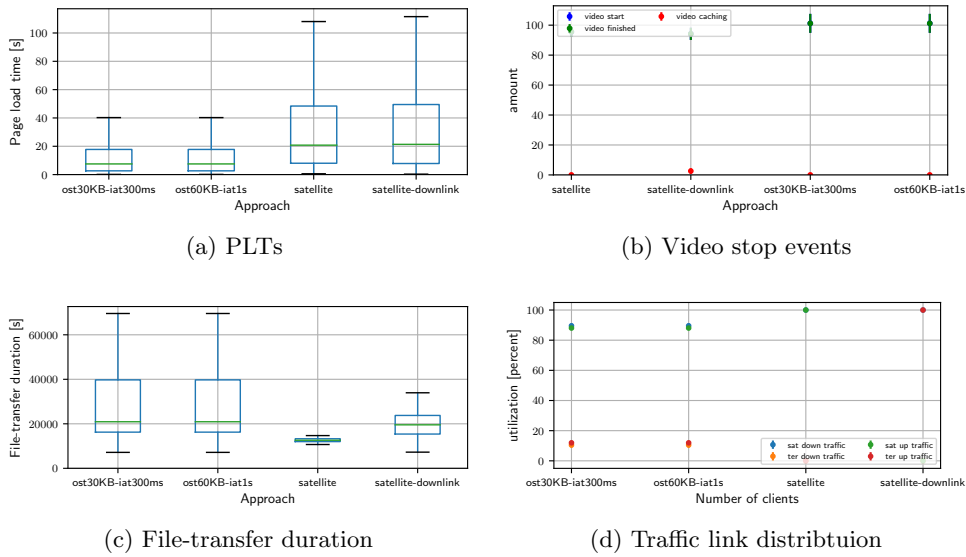 Page load time [s]
100
80
60
40
20
0
ost30KB-iat300ms ost60KB-iat1s satellite satellite-downlink
Approach
(a) PLTs
amount
100
80
60
40
20
0
video start
video finished
video caching
satellite satellite-downlink ost30KB-iat300ms ost60KB-iat1s
Approach
(b) Video stop events
File-transfer duration [s]
60000
40000
20000
0
ost30KB-iat300ms ost60KB-iat1s satellite satellite-downlink
Approach
(c) File-transfer duration
utilization [percent]
100
80
60
40
20
0
sat down traffic
ter down traffic
sat up traffic
ter up traffic
ost30KB-iat300ms ost60KB-iat1s satellite satellite-downlink
Number of clients
(d) Traffic link distribtuion